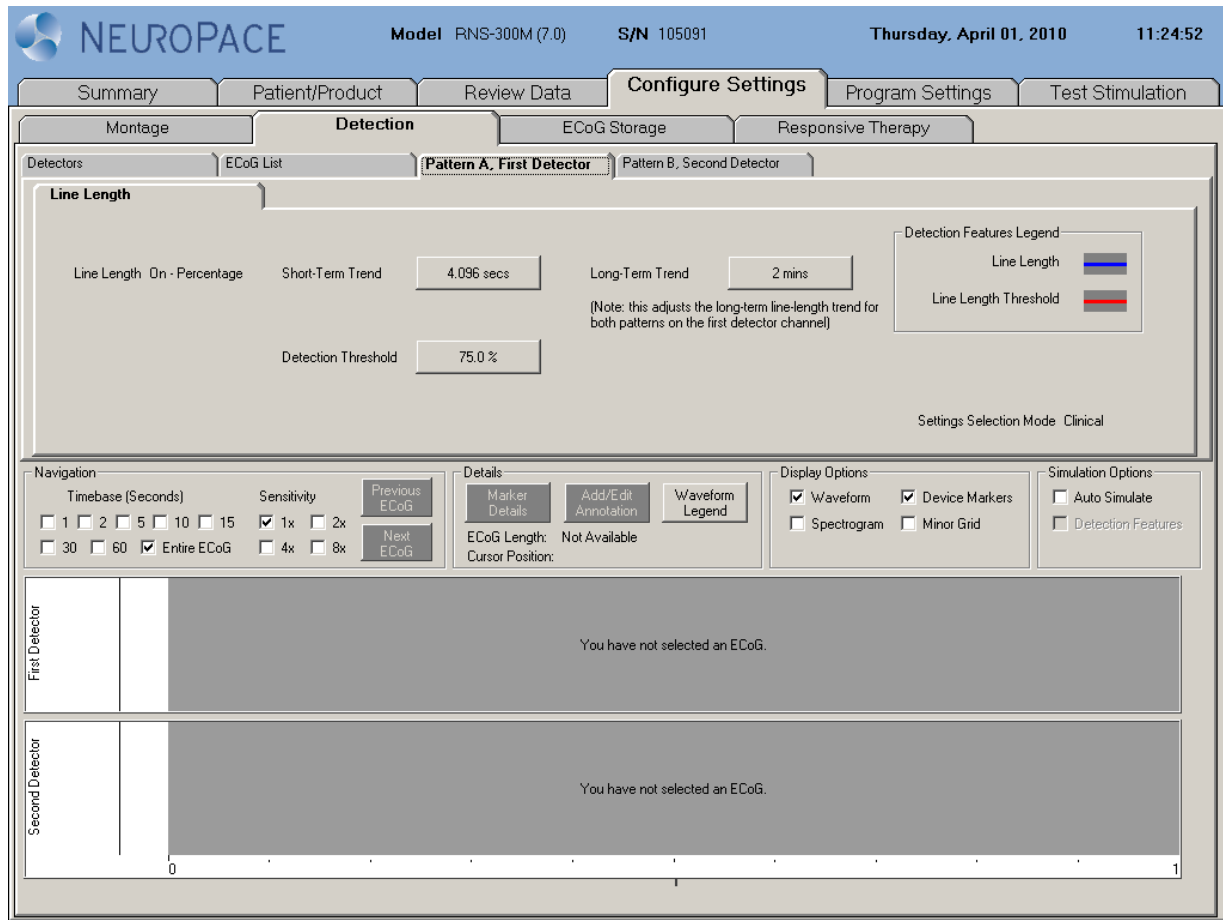 NEUROPACE Model RNS-300M (7.0) S/N 105091 Thursday, April 01, 2010 11:24:52
Summary Patient/Product Review Data Configure Settings Program Settings Test Stimulation
Montage Detection ECoG Storage Responsive Therapy
Detectors ECoG List Pattern A, First Detector Pattern B, Second Detector
Line Length
Line Length On - Percentage
Short-Term Trend 4.096 secs
Long-Term Trend 2 mins
(Note: this adjusts the long-term line-length trend for
both patterns on the first detector channel)
Detection Threshold 75.0 %
Detection Features Legend
Line Length
Line Length Threshold
Settings Selection Mode Clinical
Navigation
Timebase (Seconds)
1 2 5 10 15
30 60 Entire ECoG
Sensitivity
1x 2x
4x 8x
Previous
ECoG
Next
ECoG
Details
Marker
Details
Add/Edit
Annotation
Waveform
Legend
ECoG Length: Not Available
Cursor Position:
Display Options
Waveform Device Markers
Spectrogram Minor Grid
Simulation Options
Auto Simulate
Detection Features
First Detector
You have not selected an ECoG.
Second Detector
You have not selected an ECoG.
0 1